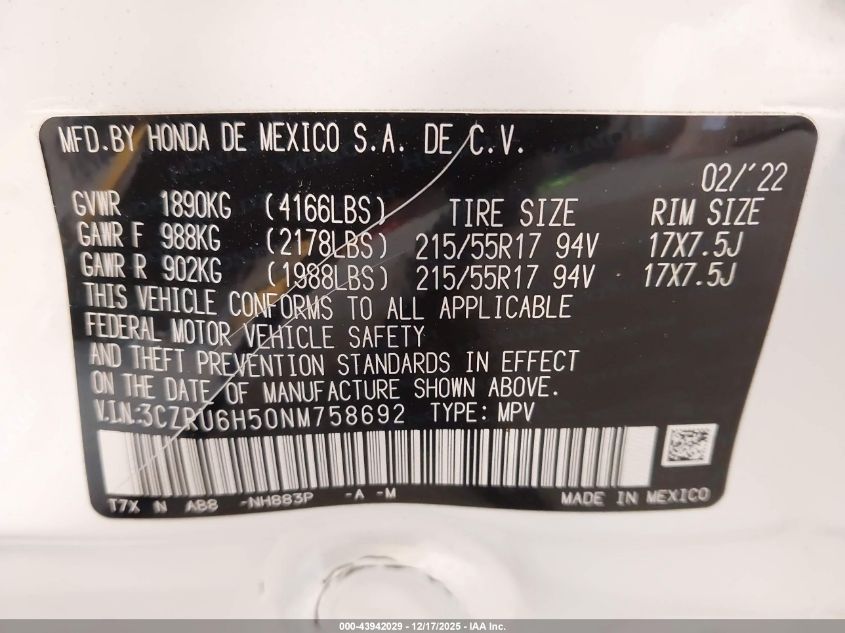 MFD.BY HONDA DE MEXICO S.A. DE C.V.
02/'22
GVWR 1890KG (4166LBS) TIRE SIZE RIM SIZE
GAWR F 988KG (2178LBS) 215/55R17 94V 17X7.5J
GAWR R 902KG (1988LBS) 215/55R17 94V 17X7.5J
THIS VEHICLE CONFORMS TO ALL APPLICABLE
FEDERAL MOTOR VEHICLE SAFETY
AND THEFT PREVENTION STANDARDS IN EFFECT
ON THE DATE OF MANUFACTURE SHOWN ABOVE.
V.I.N.:3CZRU6H50NM758692 TYPE: MPV
T7X N AB8 -NH883P -A -M MADE IN MEXICO
000-43942029 - 12/17/2025 - IAA Inc.